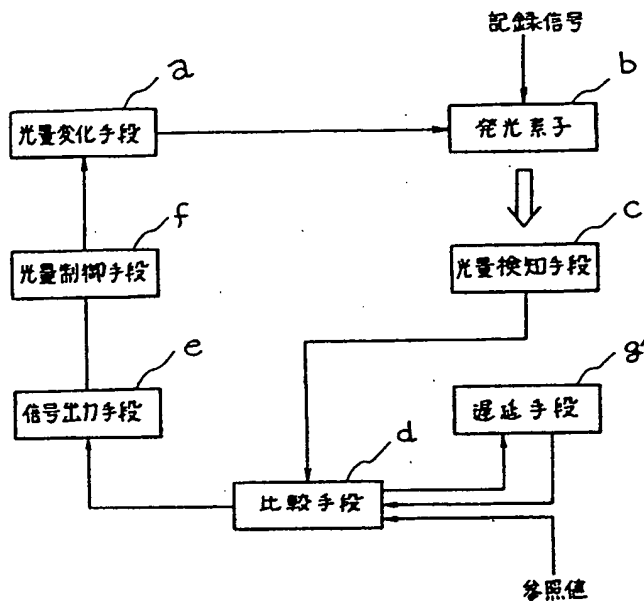 記録信号
a
b
光量変化手段
発光素子
f
c
光量制御手段
光量検知手段
e
g
信号出力手段
遅延手段
d
比較手段
参照値